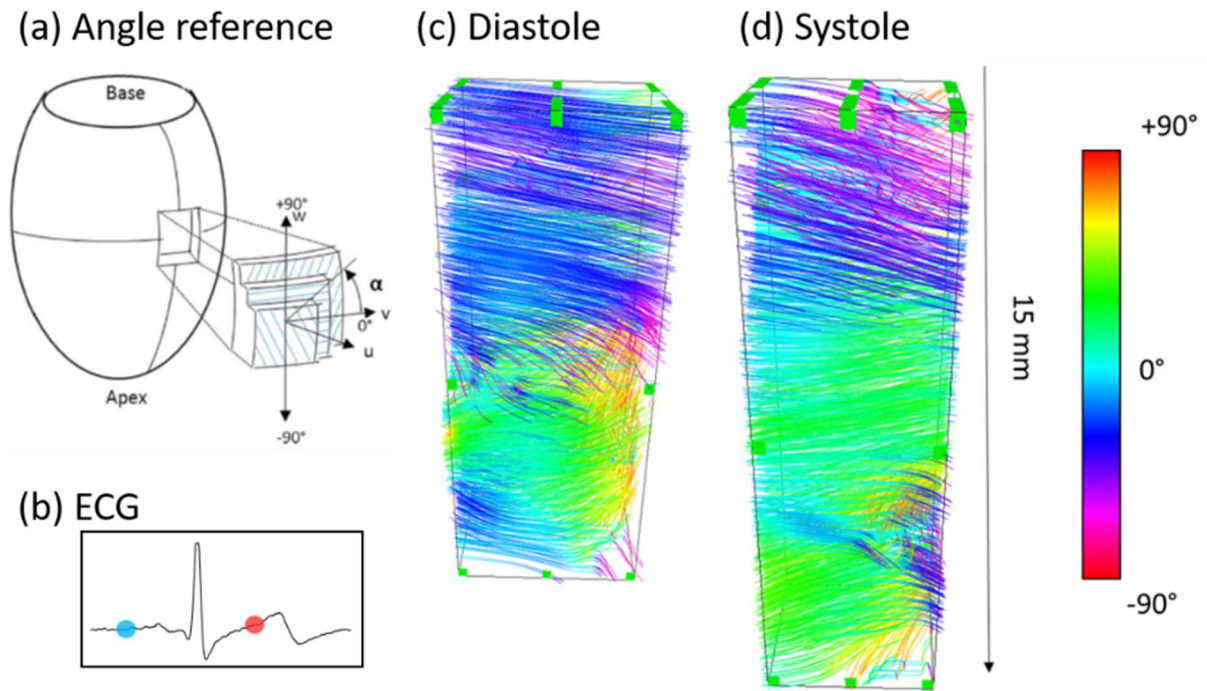 (a) Angle reference
Base
+90°
w
α
v
0°
u
-90°
Apex
(b) ECG
(c) Diastole
(d) Systole
15 mm
+90°
0°
-90°